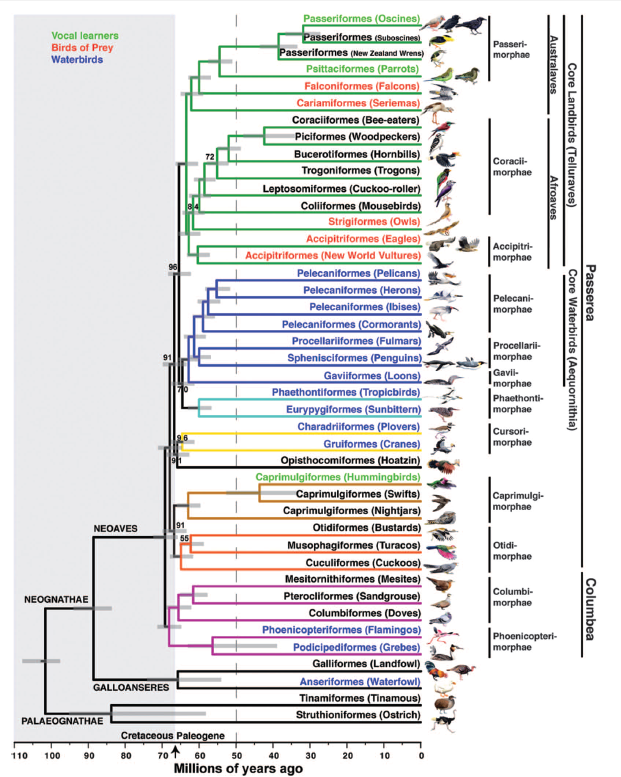 Vocal learners
Birds of Prey
Waterbirds
Passeriformes (Oscines)
Passeriformes (Suboscines)
Passeriformes (New Zealand Wrens)
Psittaciformes (Parrots)
Falconiformes (Falcons)
Cariamiformes (Seriemas)
Coraciiformes (Bee-eaters)
Piciformes (Woodpeckers)
Bucerotiformes (Hornbills)
Trogoniformes (Trogons)
Leptosomiformes (Cuckoo-roller)
Coliiformes (Mousebirds)
Strigiformes (Owls)
Accipitriformes (Eagles)
Accipitriformes (New World Vultures)
Pelecaniformes (Pelicans)
Pelecaniformes (Herons)
Pelecaniformes (Ibises)
Pelecaniformes (Cormorants)
Procellariiformes (Fulmars)
Sphenisciformes (Penguins)
Gaviiformes (Loons)
Phaethontiformes (Tropicbirds)
Eurypygiformes (Sunbittern)
Charadriiformes (Plovers)
Gruiformes (Cranes)
Opisthocomiformes (Hoatzin)
Caprimulgiformes (Hummingbirds)
Caprimulgiformes (Swifts)
Caprimulgiformes (Nightjars)
Otidiformes (Bustards)
Musophagiformes (Turacos)
Cuculiformes (Cuckoos)
Mesitornithiformes (Mesites)
Pterocliformes (Sandgrouse)
Columbiformes (Doves)
Phoenicopteriformes (Flamingos)
Podicipediformes (Grebes)
Galliformes (Landfowl)
Anseriformes (Waterfowl)
Tinamiformes (Tinamous)
Struthioniformes (Ostrich)
72
84
96
91
70
96
91
91
55
NEOAVES
NEOGNATHAE
GALLOANSERES
PALAEOGNATHAE
Passeri-
morphae
Coracii-
morphae
Accipitri-
morphae
Pelecani-
morphae
Procellarii-
morphae
Gavii-
morphae
Phaethonti-
morphae
Cursori-
morphae
Caprimulgi-
morphae
Otidi-
morphae
Columbi-
morphae
Phoenicopteri-
morphae
Australaves
Afroaves
Core Landbirds (Telluraves)
Core Waterbirds (Aequornithia)
Passerea
Columbea
Cretaceous Paleogene
110 100 90 80 70 60 50 40 30 20 10 0
Millions of years ago